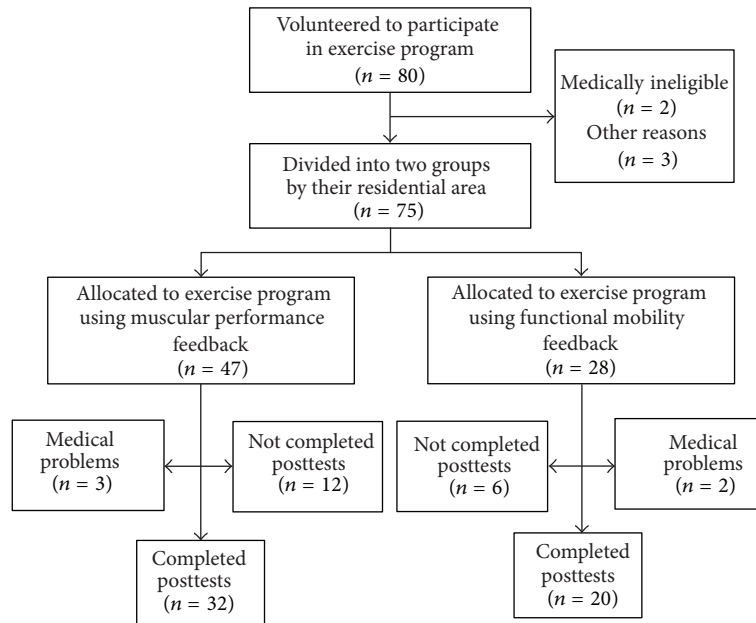 Volunteered to participate
in exercise program
(n = 80)
Medically ineligible
(n = 2)
Other reasons
(n = 3)
Divided into two groups
by their residential area
(n = 75)
Allocated to exercise program
using muscular performance
feedback
(n = 47)
Allocated to exercise program
using functional mobility
feedback
(n = 28)
Medical
problems
(n = 3)
Not completed
posttests
(n = 12)
Not completed
posttests
(n = 6)
Medical
problems
(n = 2)
Completed
posttests
(n = 32)
Completed
posttests
(n = 20)